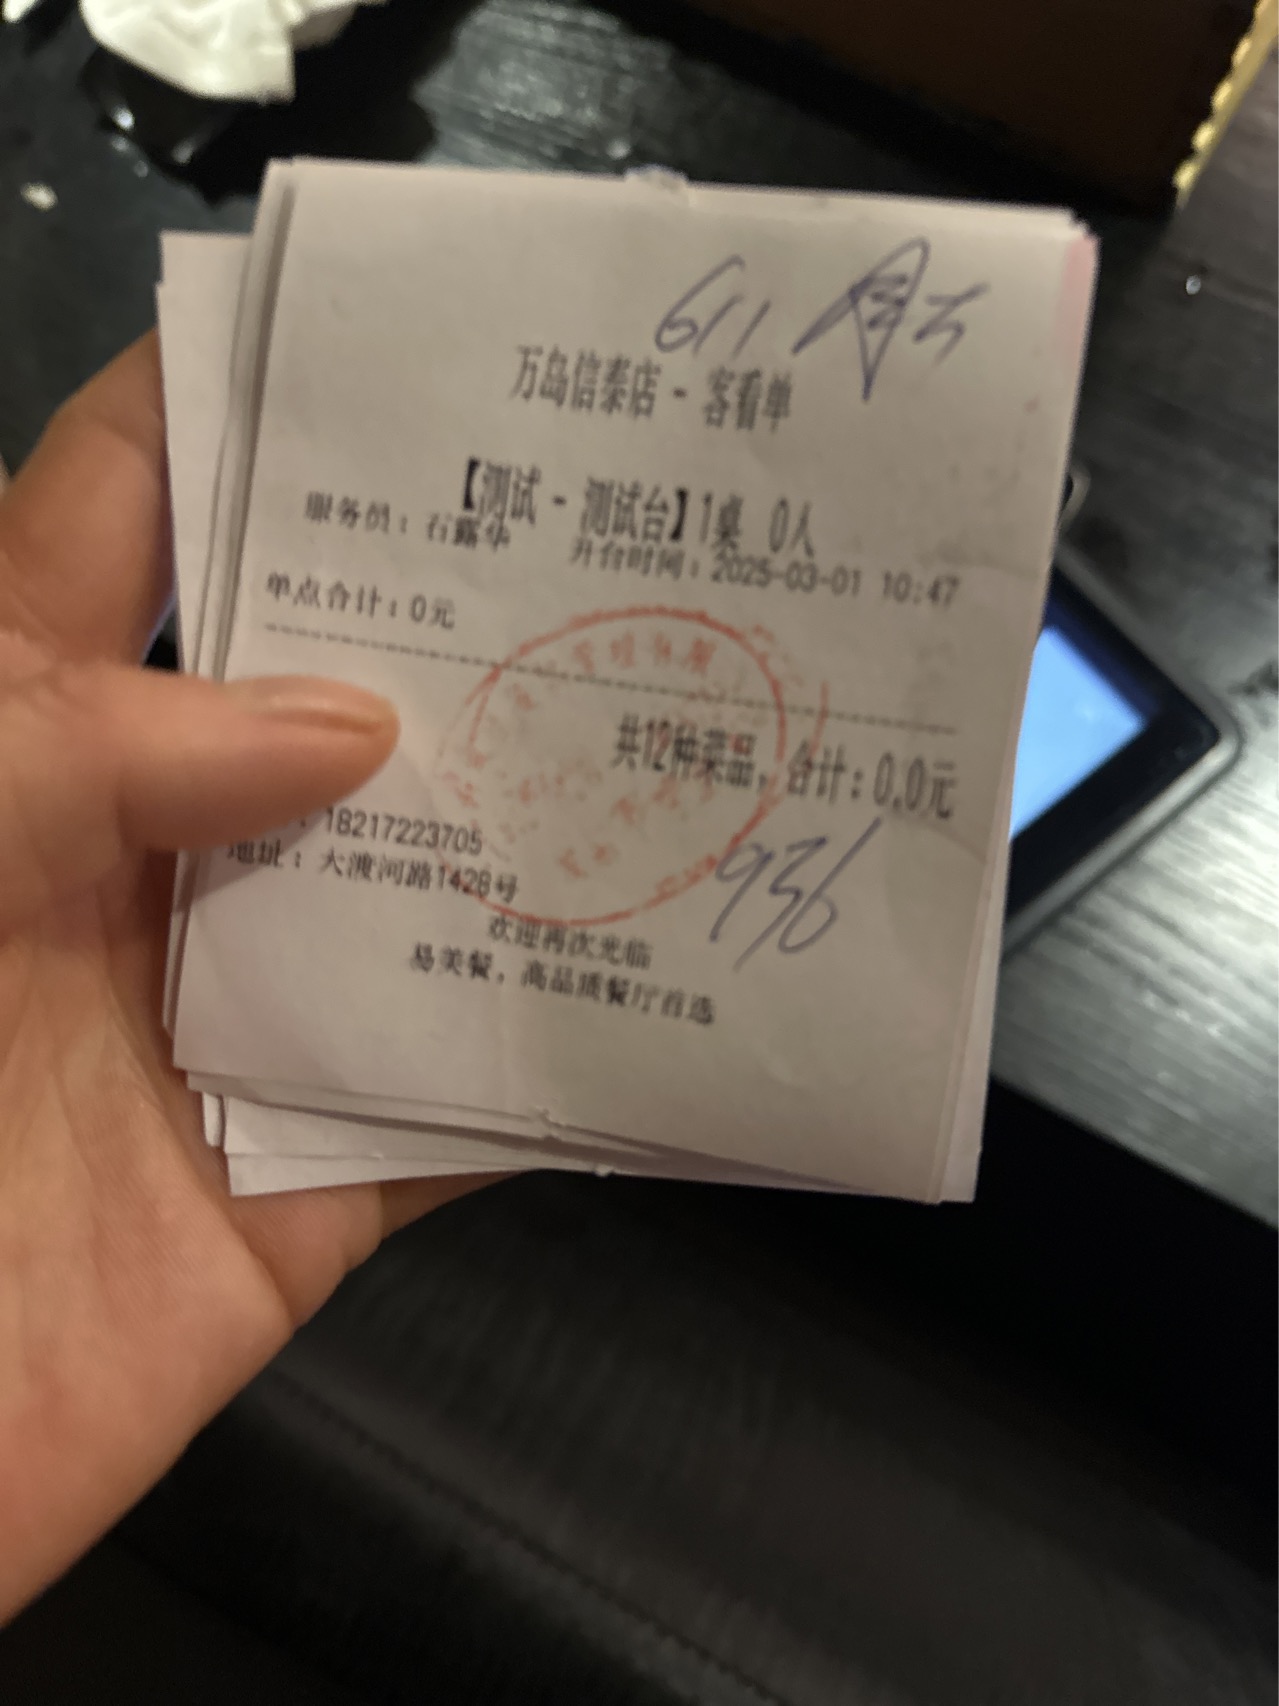 611
万岛信泰店 - 客看单
【测试 - 测试台】1桌 0人
服务员：石露华 开台时间：2025-03-01 10:47
单点合计：0元
共12种菜品，合计：0.0元
936
18217223705
地址：大渡河路1428号
欢迎再次光临
易美餐，高品质餐厅首选